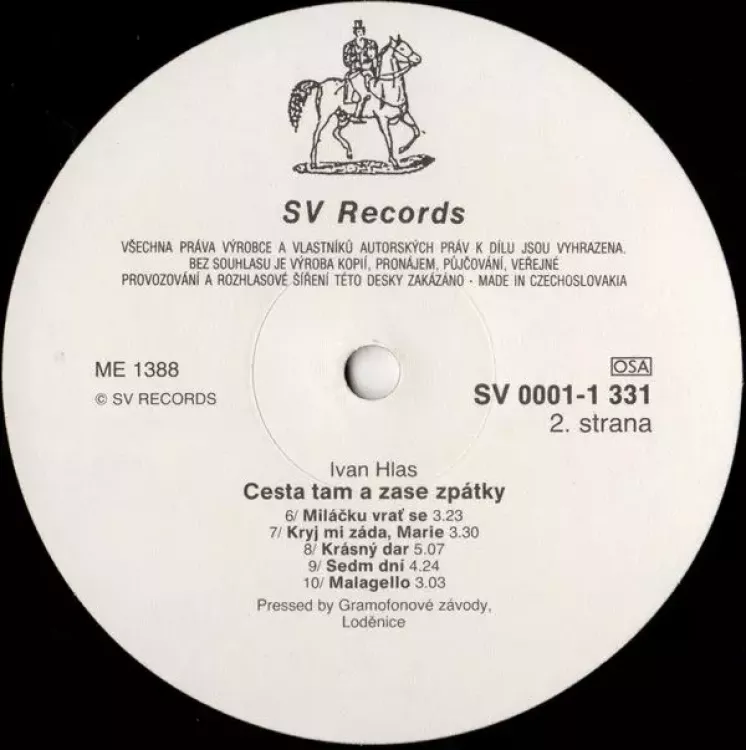 SV Records
VŠECHNA PRÁVA VÝROBCE A VLASTNÍKŮ AUTORSKÝCH PRÁV K DÍLU JSOU VYHRAZENA.
BEZ SOUHLASU JE VÝROBA KOPIÍ, PRONÁJEM, PŮJČOVÁNÍ, VEŘEJNÉ
PROVOZOVÁNÍ A ROZHLASOVÉ ŠÍŘENÍ TÉTO DESKY ZAKÁZÁNO · MADE IN CZECHOSLOVAKIA
ME 1388
© SV RECORDS
OSA
SV 0001-1 331
2. strana
Ivan Hlas
Cesta tam a zase zpátky
6/ Miláčku vrať se 3.23
7/ Kryj mi záda, Marie 3.30
8/ Krásný dar 5.07
9/ Sedm dní 4.24
10/ Malagello 3.03
Pressed by Gramofonové závody,
Loděnice